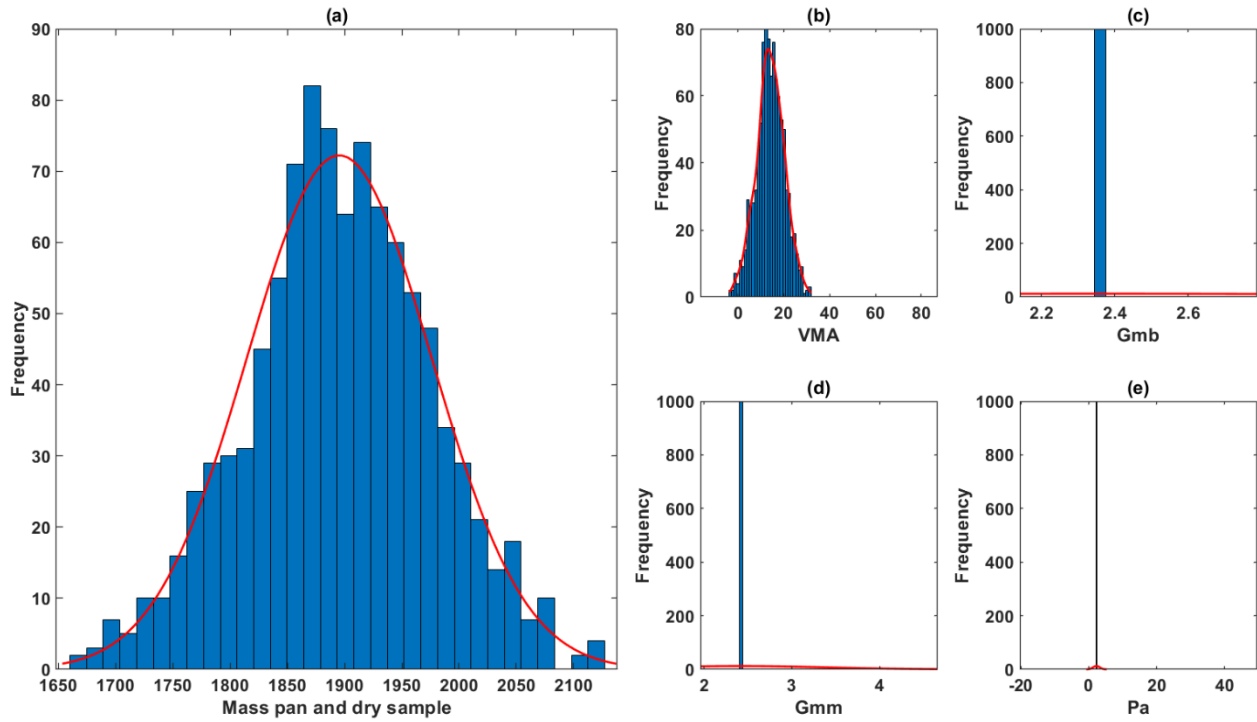 (a)
90
80
70
60
50
40
30
20
10
0
Frequency
1650 1700 1750 1800 1850 1900 1950 2000 2050 2100
Mass pan and dry sample
(b)
80
60
40
20
0
Frequency
0 20 40 60 80
VMA
(c)
1000
800
600
400
200
0
Frequency
2.2 2.4 2.6
Gmb
(d)
1000
800
600
400
200
0
Frequency
2 3 4
Gmm
(e)
1000
800
600
400
200
0
Frequency
-20 0 20 40
Pa